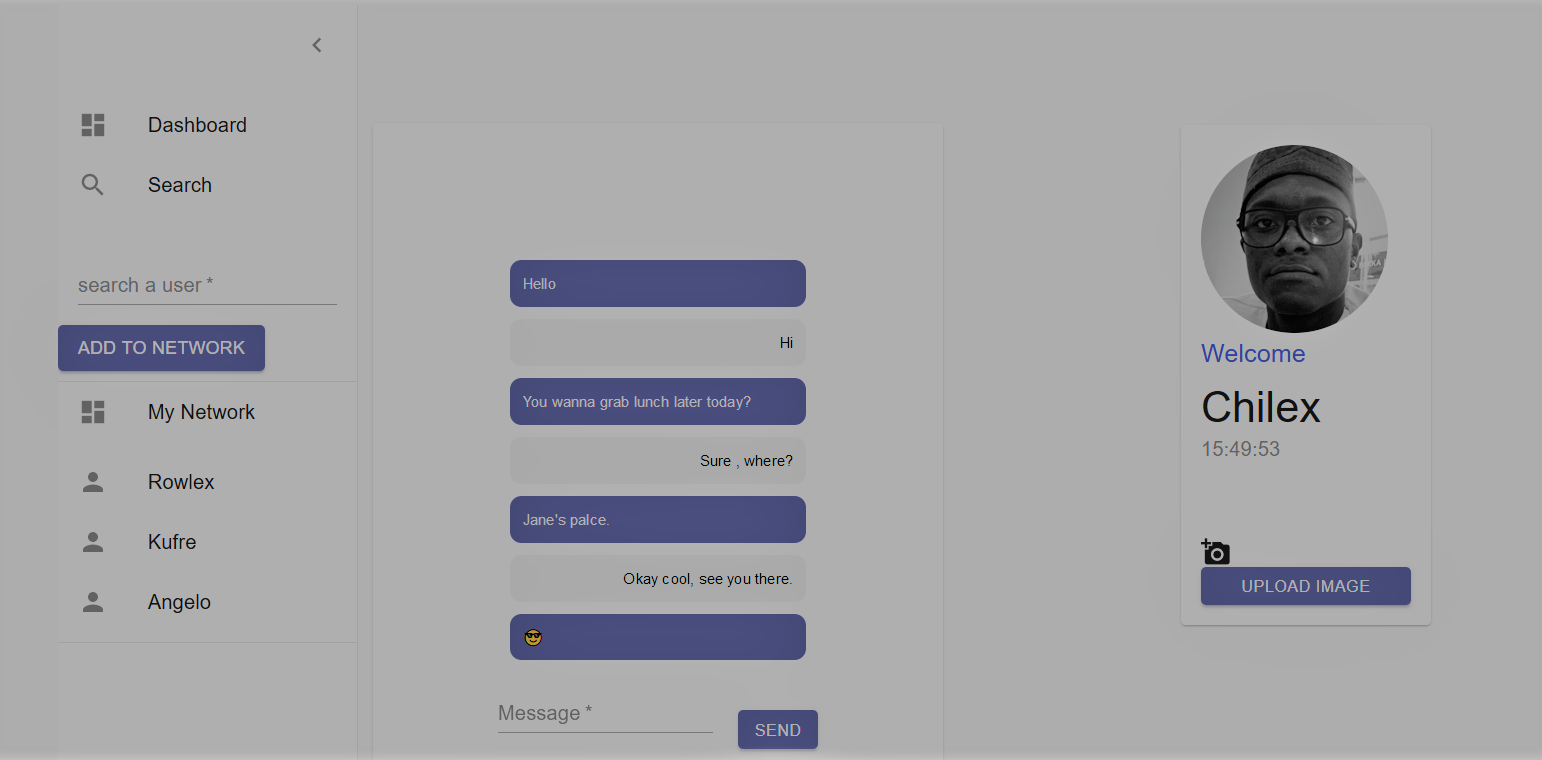 Dashboard
Search
search a user *
ADD TO NETWORK
My Network
Rowlex
Kufre
Angelo
Hello
Hi
You wanna grab lunch later today?
Sure , where?
Jane's palce.
Okay cool, see you there.
😎
Message *
SEND
Welcome
Chilex
15:49:53
UPLOAD IMAGE